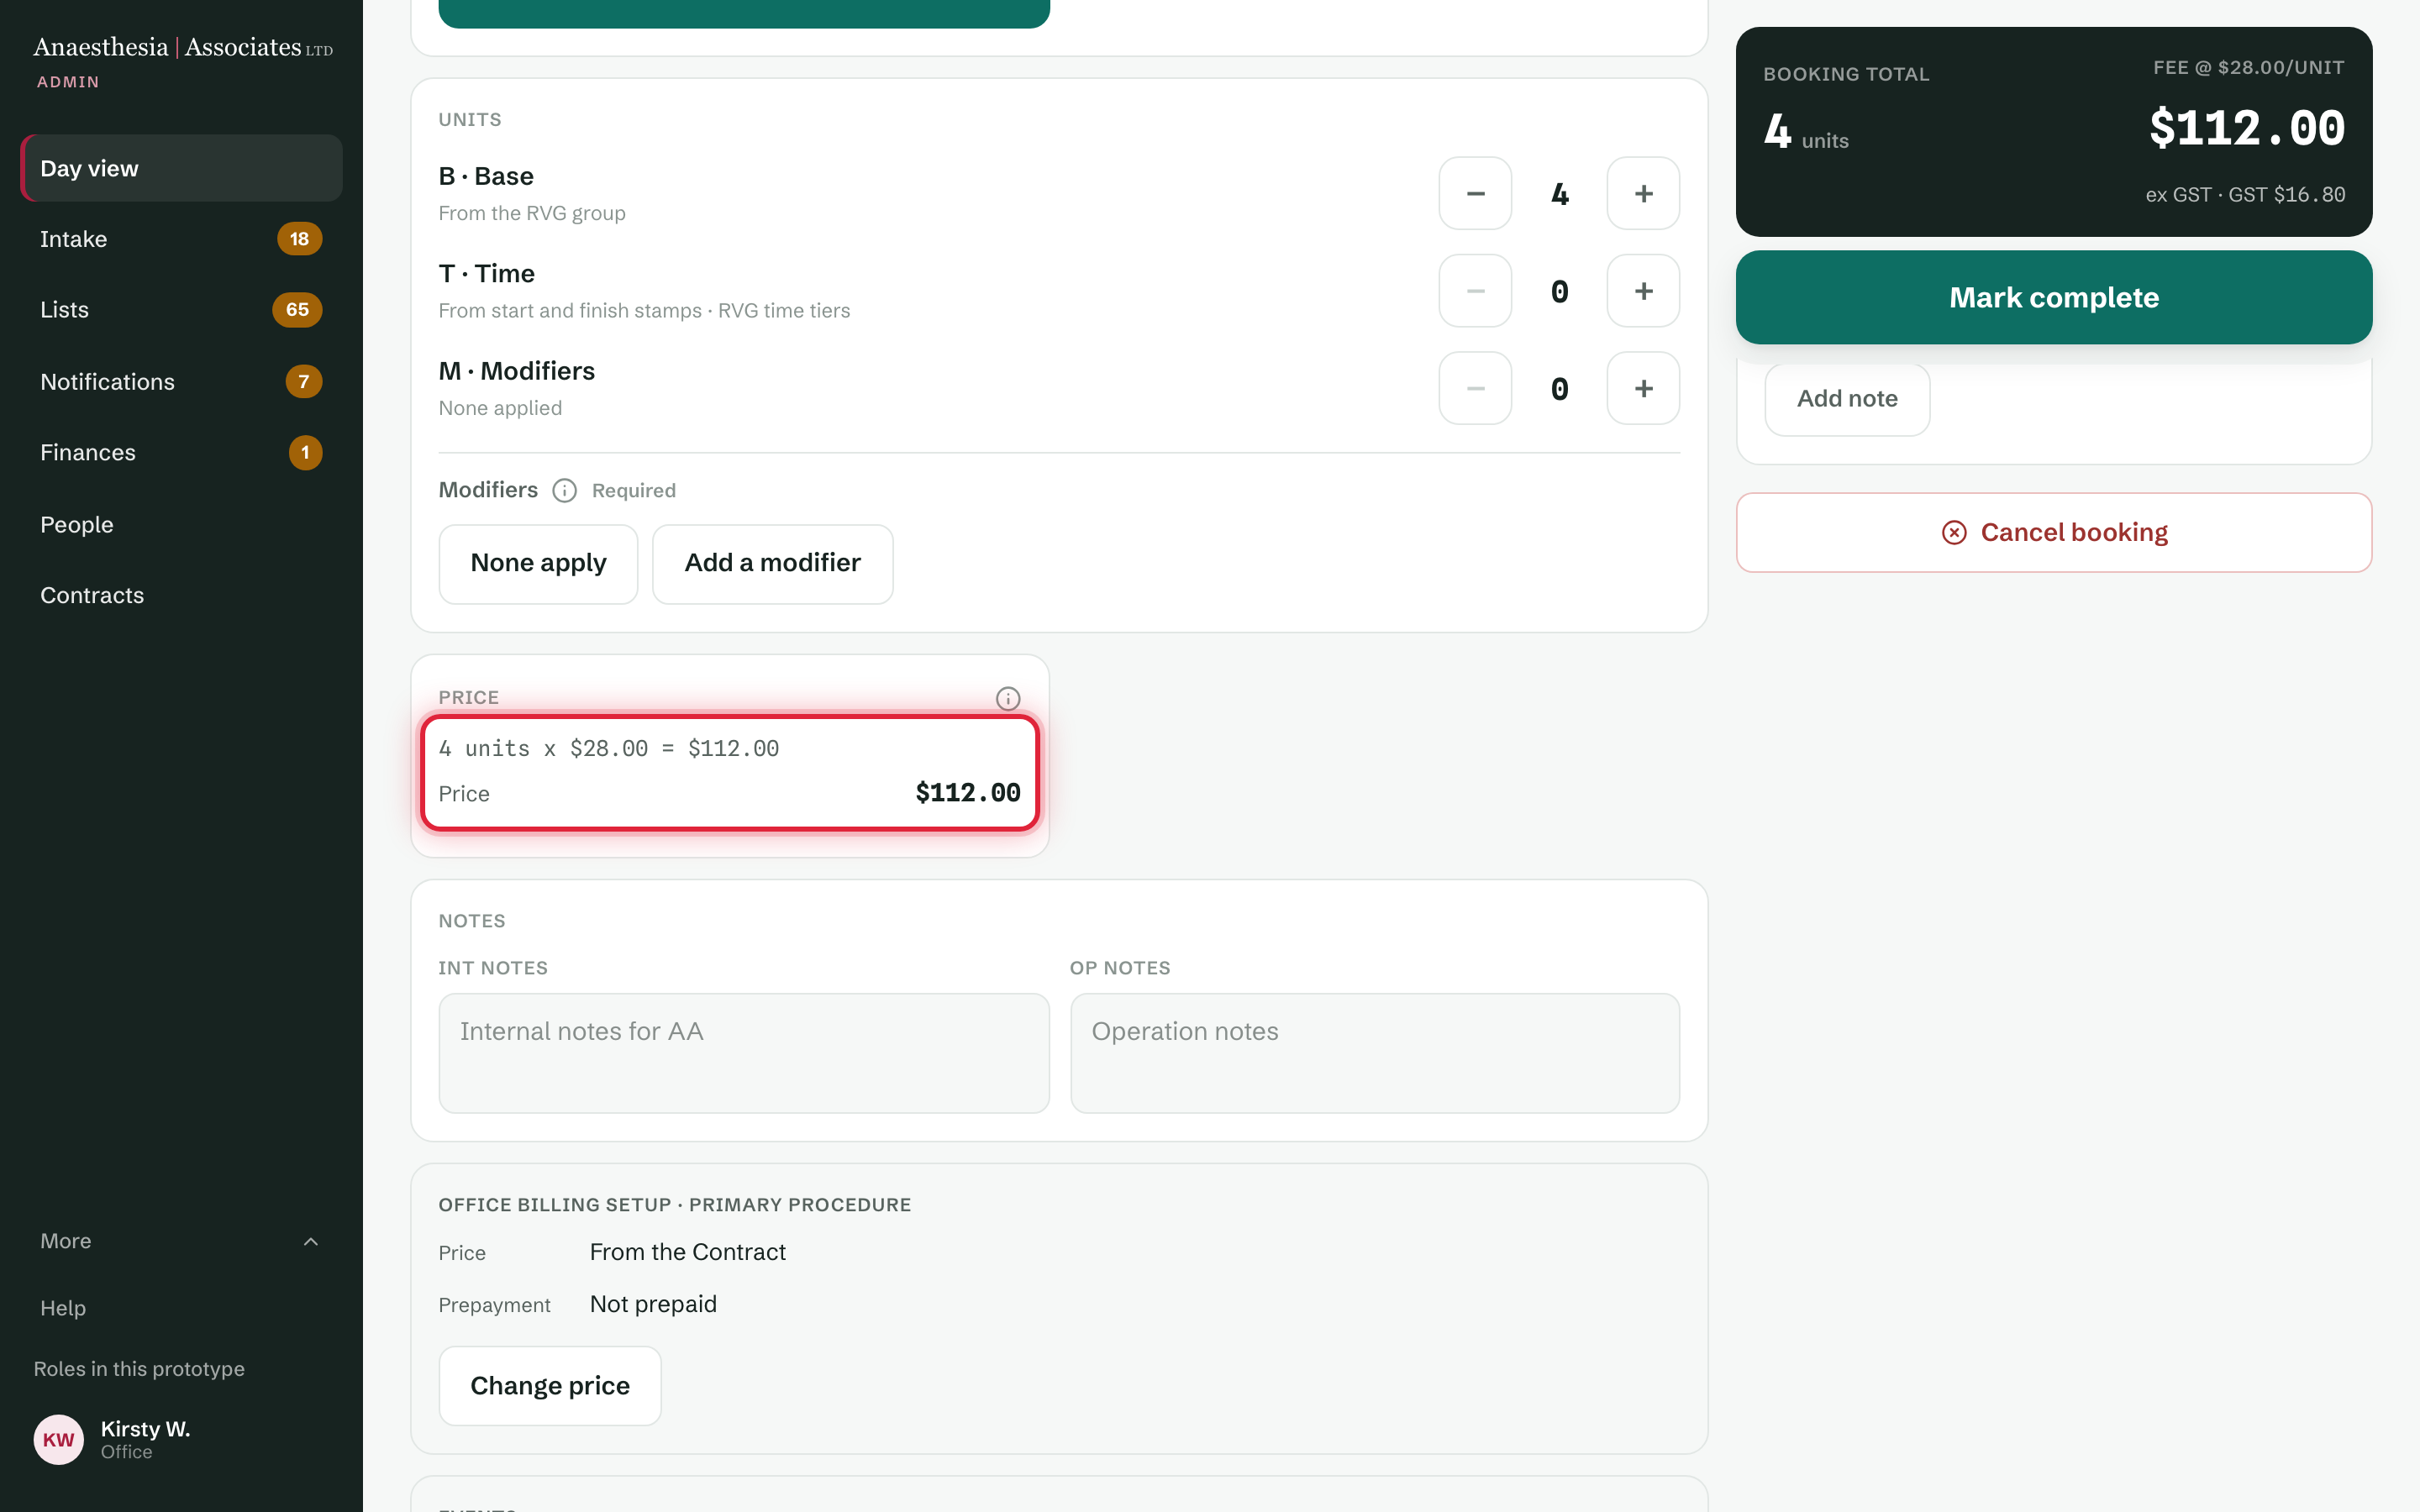 Anaesthesia | Associates LTD
ADMIN
Day view
Intake 18
Lists 65
Notifications 7
Finances 1
People
Contracts
More
Help
Roles in this prototype
KW
Kirsty W.
Office
UNITS
B · Base
From the RVG group
− 4 +
T · Time
From start and finish stamps · RVG time tiers
− 0 +
M · Modifiers
None applied
− 0 +
Modifiers Required
None apply Add a modifier
PRICE
4 units x $28.00 = $112.00
Price $112.00
NOTES
INT NOTES OP NOTES
Internal notes for AA Operation notes
OFFICE BILLING SETUP · PRIMARY PROCEDURE
Price From the Contract
Prepayment Not prepaid
Change price
BOOKING TOTAL FEE @ $28.00/UNIT
4 units $112.00
ex GST · GST $16.80
Mark complete
Add note
Cancel booking